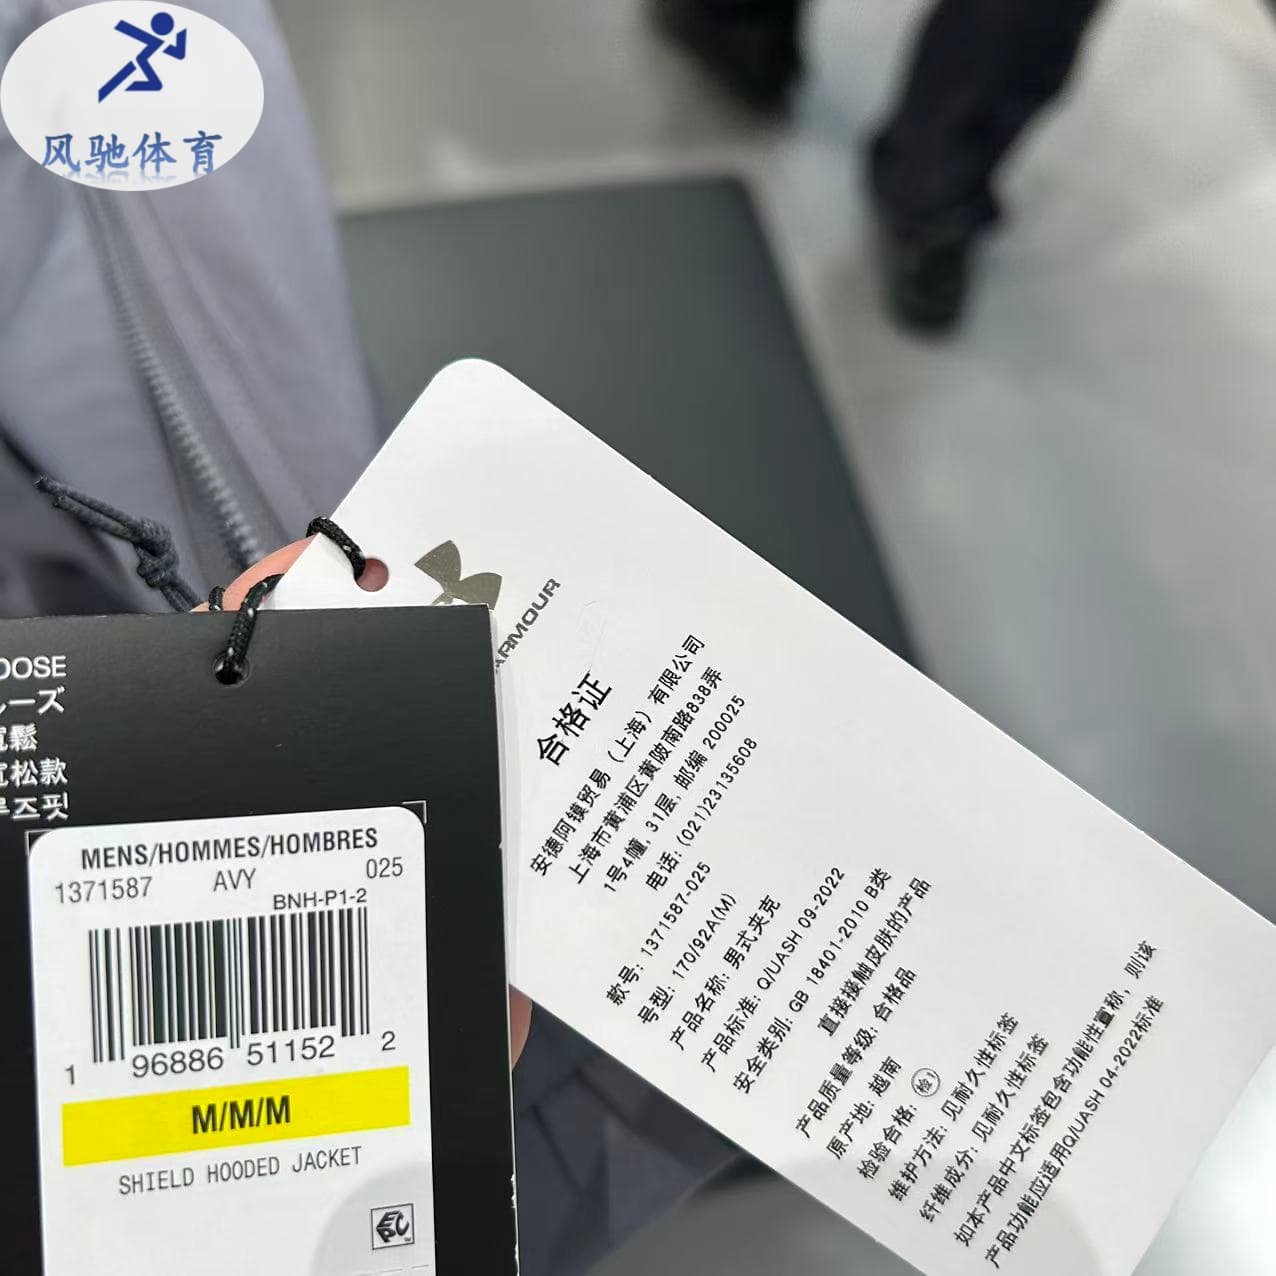 风驰体育
ARMOUR
合格证
安德阿镆贸易（上海）有限公司
上海市黄浦区黄陂南路838弄
1号4幢, 31层, 邮编 200025
电话: (021)23135608
款号: 1371587-025
号型: 170/92A(M)
产品名称: 男式夹克
产品标准: Q/UASH 09-2022
安全类别: GB 18401-2010 B类
直接接触皮肤的产品
产品质量等级: 合格品
原产地: 越南
检验合格: 检1
维护方法: 见耐久性标签
纤维成分: 见耐久性标签
如本产品中文标签包含功能性宣称, 则该
产品功能应适用Q/UASH 04-2022标准
OOSE
ーズ
鬆
松款
즈핏
MENS/HOMMES/HOMBRES
1371587 AVY 025
BNH-P1-2
1 96886 51152 2
M/M/M
SHIELD HOODED JACKET
EPC